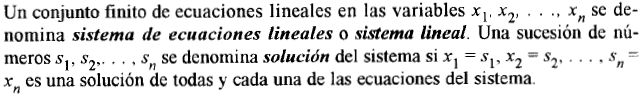 Un conjunto finito de ecuaciones lineales en las variables x₁, x₂, . . ., xₙ se de-
nomina sistema de ecuaciones lineales o sistema lineal. Una sucesión de nú-
meros s₁, s₂,. . . , sₙ se denomina solución del sistema si x₁ = s₁, x₂ = s₂, . . . , sₙ =
xₙ es una solución de todas y cada una de las ecuaciones del sistema.